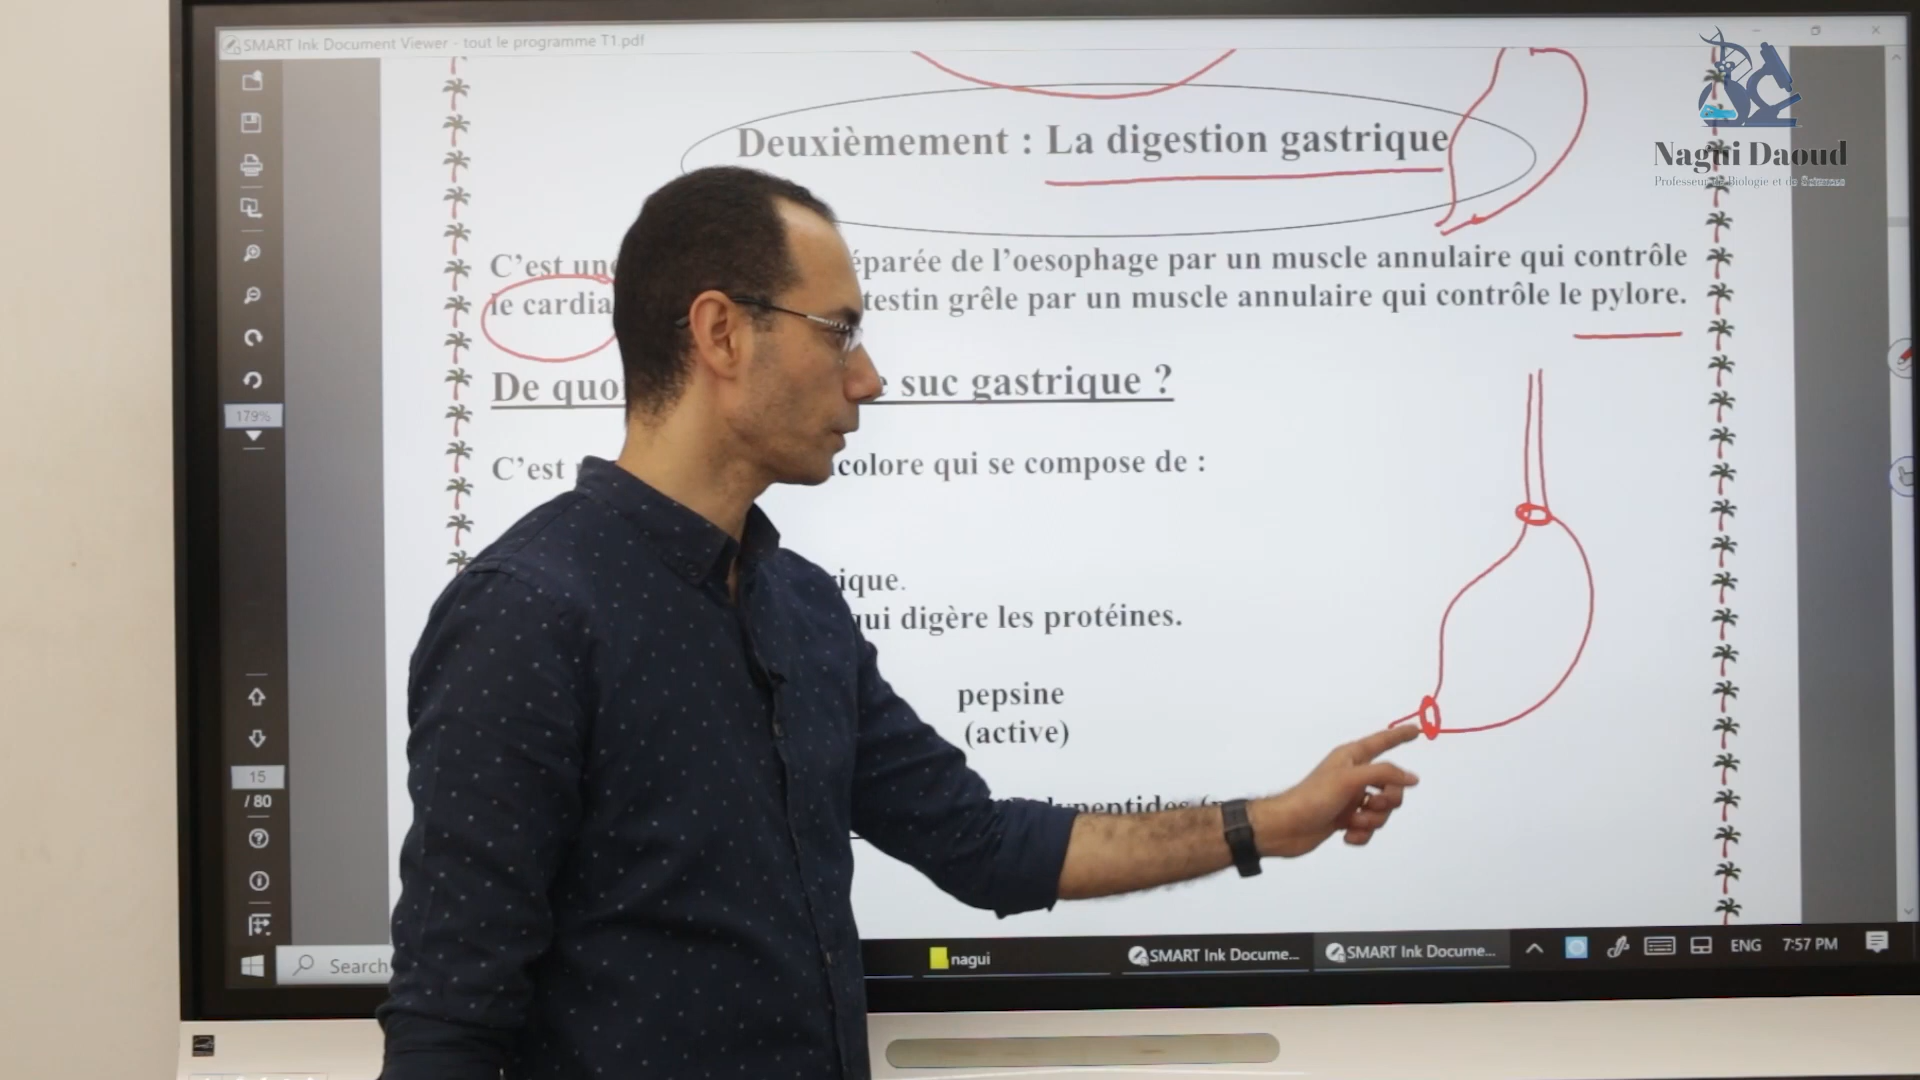 SMART Ink Document Viewer - tout le programme T1.pdf
Nagui Daoud
Professeur de Biologie et de Sciences
Deuxièmement : La digestion gastrique
C'est une éparée de l'oesophage par un muscle annulaire qui contrôle
le cardia testin grêle par un muscle annulaire qui contrôle le pylore.
De quoi suc gastrique ?
C'est colore qui se compose de :
ique.
qui digère les protéines.
pepsine
(active)
179%
15
/ 80
Search
nagui
SMART Ink Docume...
SMART Ink Docume...
ENG
7:57 PM